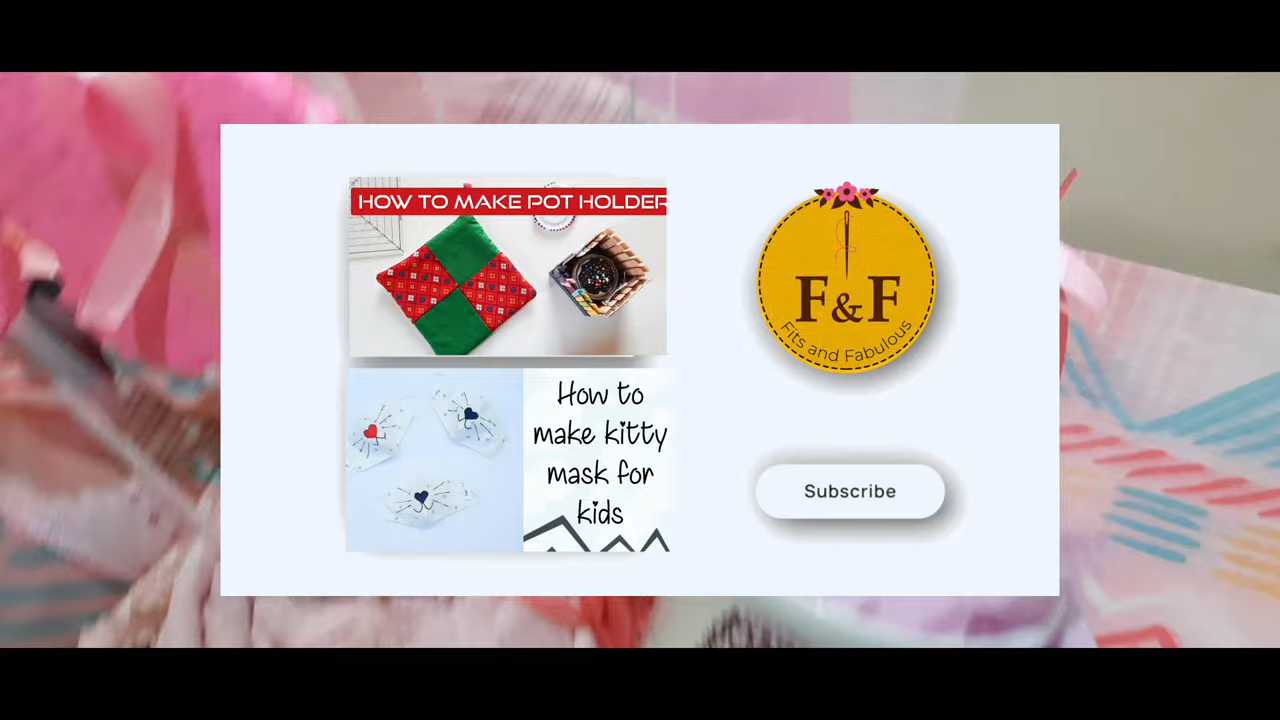 HOW TO MAKE POT HOLDER
How to
make kitty
mask for
kids
F&F
Fits and Fabulous
Subscribe